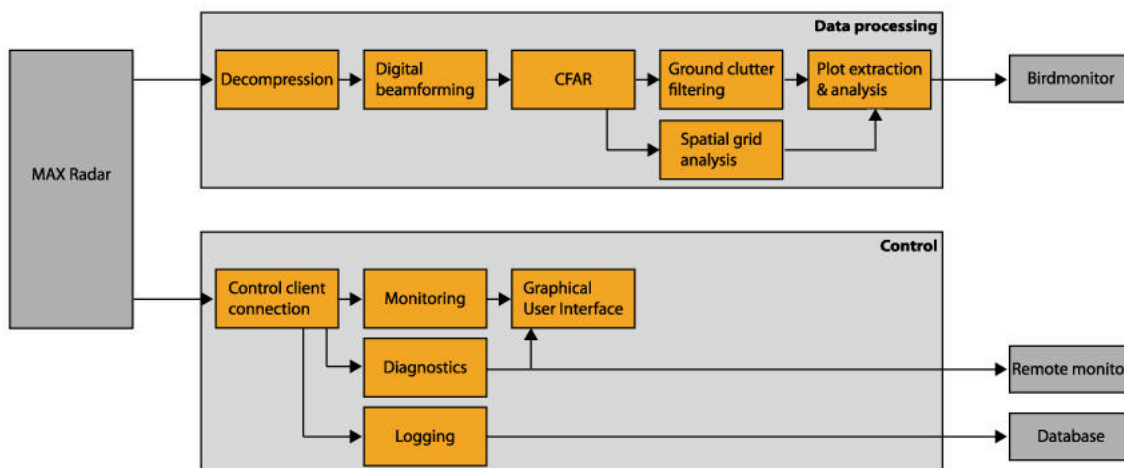 Data processing
MAX Radar
Decompression
Digital
beamforming
CFAR
Ground clutter
filtering
Plot extraction
& analysis
Birdmonitor
Spatial grid
analysis
Control
Control client
connection
Monitoring
Graphical
User Interface
Diagnostics
Remote monito
Logging
Database